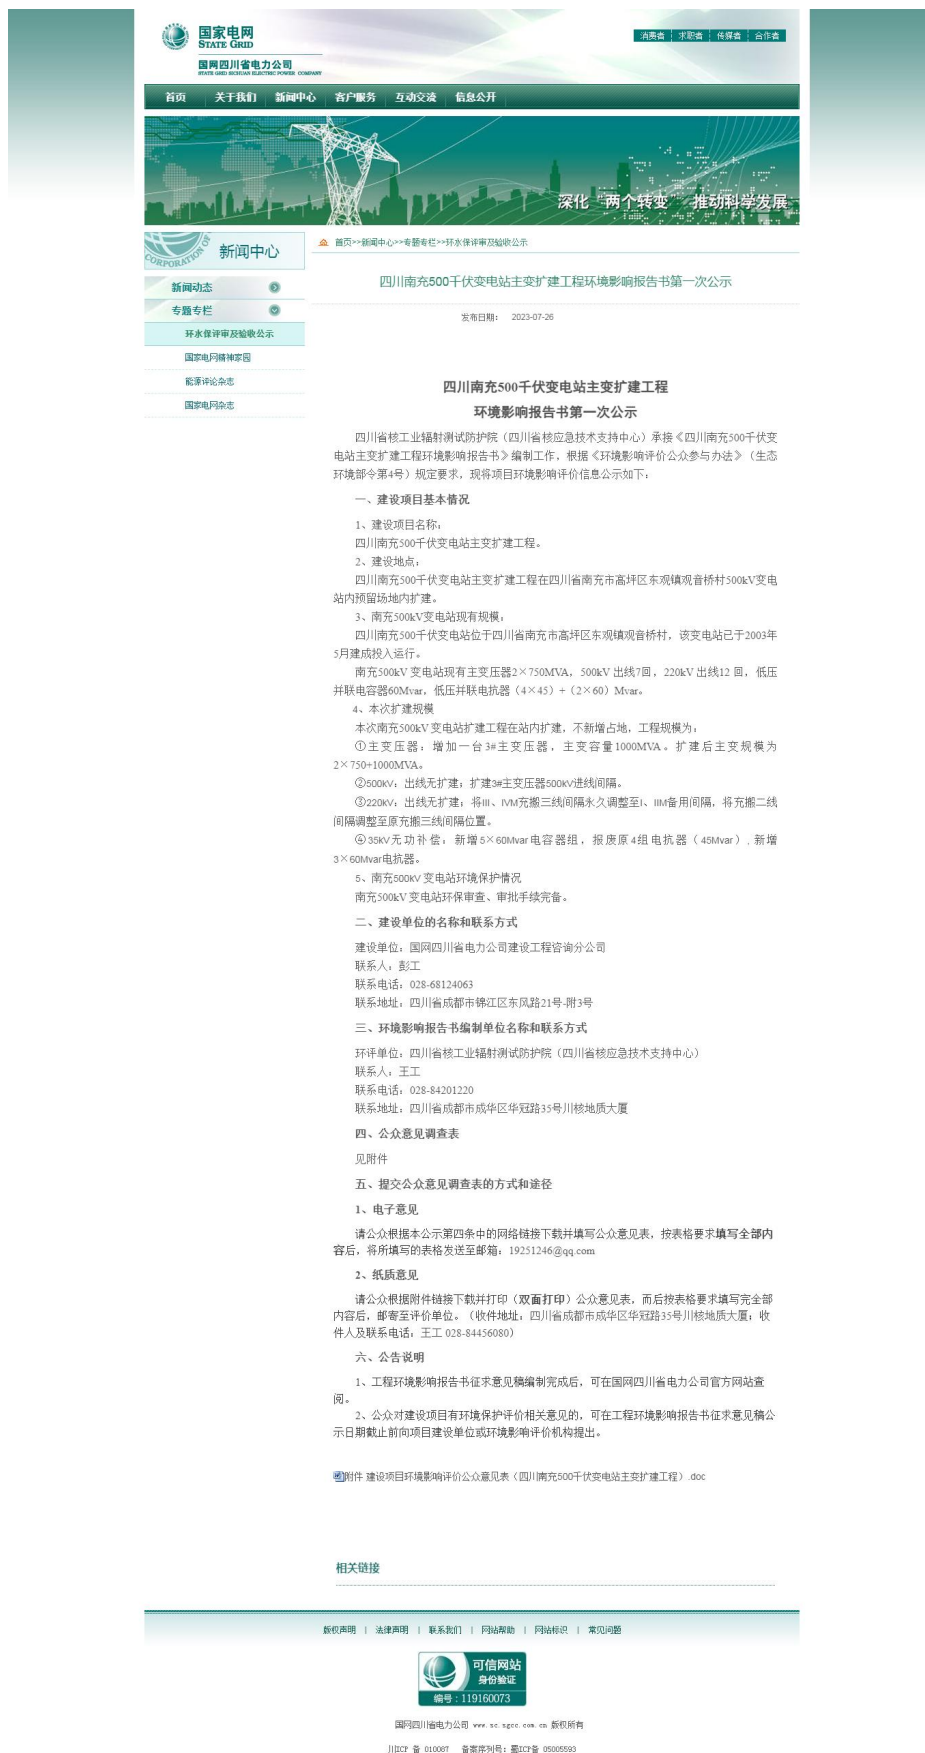 国家电网
STATE GRID
国网四川省电力公司
STATE GRID SICHUAN ELECTRIC POWER COMPANY
消费者 求职者 传媒者 合作者
首页 关于我们 新闻中心 客户服务 互动交流 信息公开
深化“两个转变” 推动科学发展
CORPORATION OF
新闻中心
首页>>新闻中心>>专题专栏>>环水保评审及验收公示
新闻动态
专题专栏
环水保评审及验收公示
国家电网精神家园
能源评论杂志
国家电网杂志
四川南充500千伏变电站主变扩建工程环境影响报告书第一次公示
发布日期： 2023-07-26
四川南充500千伏变电站主变扩建工程
环境影响报告书第一次公示
四川省核工业辐射测试防护院（四川省核应急技术支持中心）承接《四川南充500千伏变
电站主变扩建工程环境影响报告书》编制工作，根据《环境影响评价公众参与办法》（生态
环境部令第4号）规定要求，现将项目环境影响评价信息公示如下：
一、建设项目基本情况
1、建设项目名称：
四川南充500千伏变电站主变扩建工程。
2、建设地点：
四川南充500千伏变电站主变扩建工程在四川省南充市高坪区东观镇观音桥村500kV变电
站内预留场地内扩建。
3、南充500kV变电站现有规模：
四川南充500千伏变电站位于四川省南充市高坪区东观镇观音桥村，该变电站已于2003年
5月建成投入运行。
南充500kV 变电站现有主变压器2×750MVA，500kV 出线7回，220kV 出线12 回，低压
并联电容器60Mvar，低压并联电抗器（4×45）+（2×60）Mvar。
4、本次扩建规模
本次南充500kV 变电站扩建工程在站内扩建，不新增占地，工程规模为：
①主变压器：增加一台3#主变压器，主变容量1000MVA。扩建后主变规模为
2×750+1000MVA。
②500kV：出线无扩建；扩建3#主变压器500kV进线间隔。
③220kV：出线无扩建；将III、IVM充搬三线间隔永久调整至I、IIM备用间隔，将充搬二线
间隔调整至原充搬三线间隔位置。
④35kV无功补偿：新增5×60Mvar电容器组，报废原4组电抗器（45Mvar）,新增
3×60Mvar电抗器。
5、南充500kV 变电站环境保护情况
南充500kV 变电站环保审查、审批手续完备。
二、建设单位的名称和联系方式
建设单位：国网四川省电力公司建设工程咨询分公司
联系人：彭工
联系电话：028-68124063
联系地址：四川省成都市锦江区东风路21号-附3号
三、环境影响报告书编制单位名称和联系方式
环评单位：四川省核工业辐射测试防护院（四川省核应急技术支持中心）
联系人：王工
联系电话：028-84201220
联系地址：四川省成都市成华区华冠路35号川核地质大厦
四、公众意见调查表
见附件
五、提交公众意见调查表的方式和途径
1、电子意见
请公众根据本公示第四条中的网络链接下载并填写公众意见表，按表格要求填写全部内
容后，将所填写的表格发送至邮箱：19251246@qq.com
2、纸质意见
请公众根据附件链接下载并打印（双面打印）公众意见表，而后按表格要求填写完全部
内容后，邮寄至评价单位。（收件地址：四川省成都市成华区华冠路35号川核地质大厦；收
件人及联系电话：王工 028-84456080）
六、公告说明
1、工程环境影响报告书征求意见稿编制完成后，可在国网四川省电力公司官方网站查
阅。
2、公众对建设项目有环境保护评价相关意见的，可在工程环境影响报告书征求意见稿公
示日期截止前向项目建设单位或环境影响评价机构提出。
附件 建设项目环境影响评价公众意见表（四川南充500千伏变电站主变扩建工程）.doc
相关链接
版权声明 | 法律声明 | 联系我们 | 网站帮助 | 网站标识 | 常见问题
可信网站
身份验证
编号：119160073
国网四川省电力公司 www.sc.sgcc.com.cn 版权所有
川ICP 备 010087 备案序列号：蜀ICP备 05005593